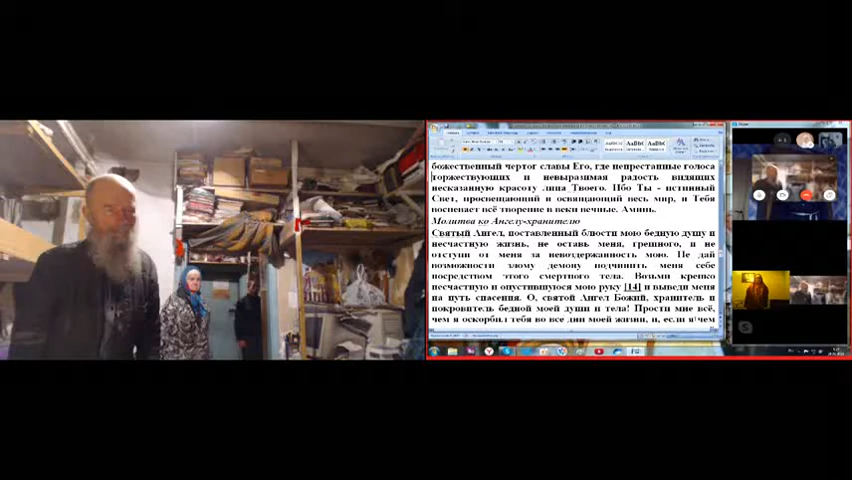 божественный чертог славы Его, где непрестанные голоса
торжествующих и невыразимая радость видящих
несказанную красоту лица Твоего. Ибо Ты - истинный
Свет, просвещающий и освящающий весь мир, и Тебя
воспевает всё творение в веки вечные. Аминь.
Молитва ко Ангелу-хранителю
Святый Ангел, поставленный блюсти мою бедную душу и
несчастную жизнь, не оставь меня, грешного, и не
отступи от меня за невоздержанность мою. Не дай
возможности злому демону подчинить меня себе
посредством этого смертного тела. Возьми крепко
несчастную и опустившуюся мою руку [14] и выведи меня
на путь спасения. О, святой Ангел Божий, хранитель и
покровитель бедной моей души и тела! Прости мне всё,
чем я оскорбил тебя во все дни моей жизни, и, если я чем